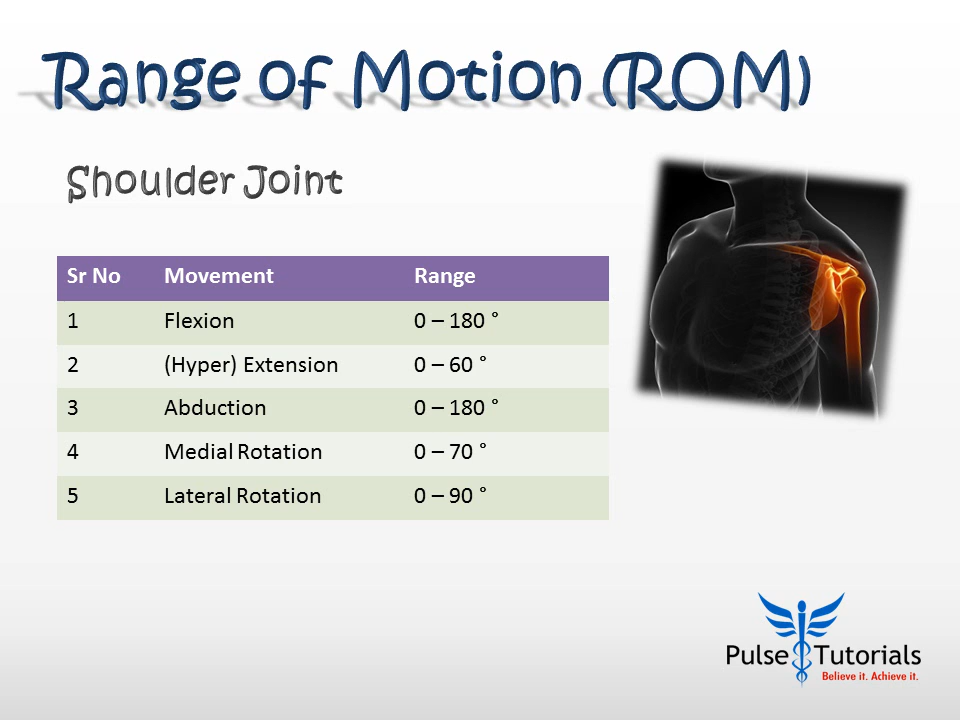 Range of Motion (ROM)
Shoulder Joint
Sr No Movement Range
1 Flexion 0 – 180 °
2 (Hyper) Extension 0 – 60 °
3 Abduction 0 – 180 °
4 Medial Rotation 0 – 70 °
5 Lateral Rotation 0 – 90 °
Pulse Tutorials
Believe it. Achieve it.